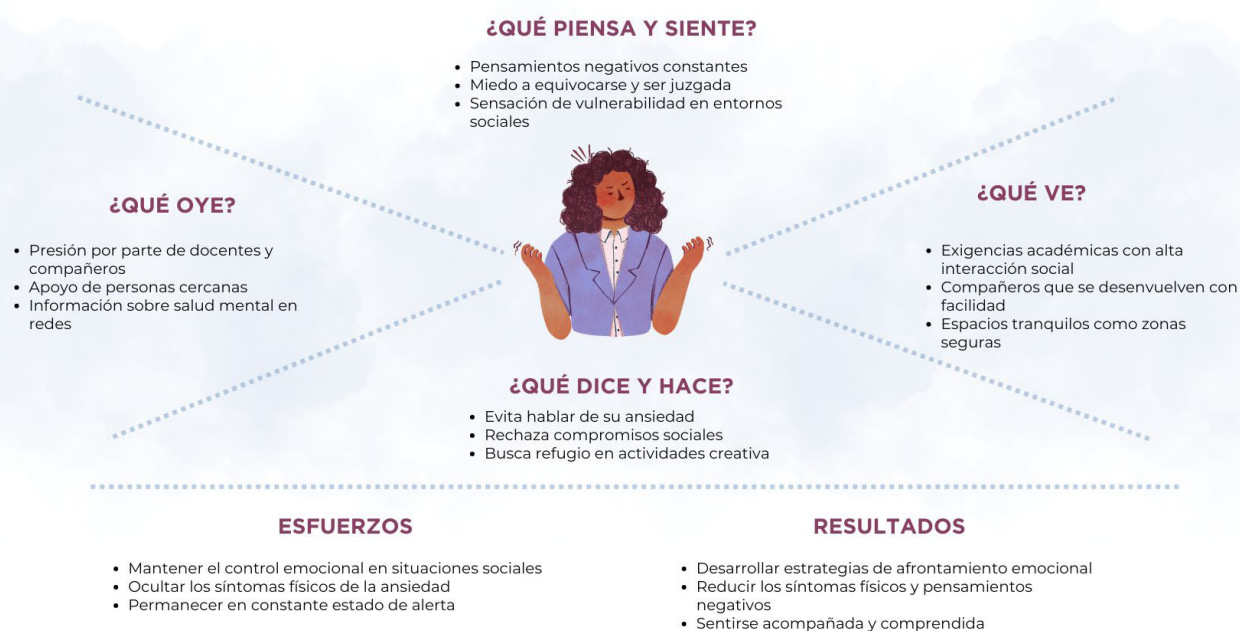 ¿QUÉ PIENSA Y SIENTE?
• Pensamientos negativos constantes
• Miedo a equivocarse y ser juzgada
• Sensación de vulnerabilidad en entornos
sociales
¿QUÉ OYE?
• Presión por parte de docentes y
compañeros
• Apoyo de personas cercanas
• Información sobre salud mental en
redes
¿QUÉ VE?
• Exigencias académicas con alta
interacción social
• Compañeros que se desenvuelven con
facilidad
• Espacios tranquilos como zonas
seguras
¿QUÉ DICE Y HACE?
• Evita hablar de su ansiedad
• Rechaza compromisos sociales
• Busca refugio en actividades creativa
ESFUERZOS
• Mantener el control emocional en situaciones sociales
• Ocultar los síntomas físicos de la ansiedad
• Permanecer en constante estado de alerta
RESULTADOS
• Desarrollar estrategias de afrontamiento emocional
• Reducir los síntomas físicos y pensamientos
negativos
• Sentirse acompañada y comprendida